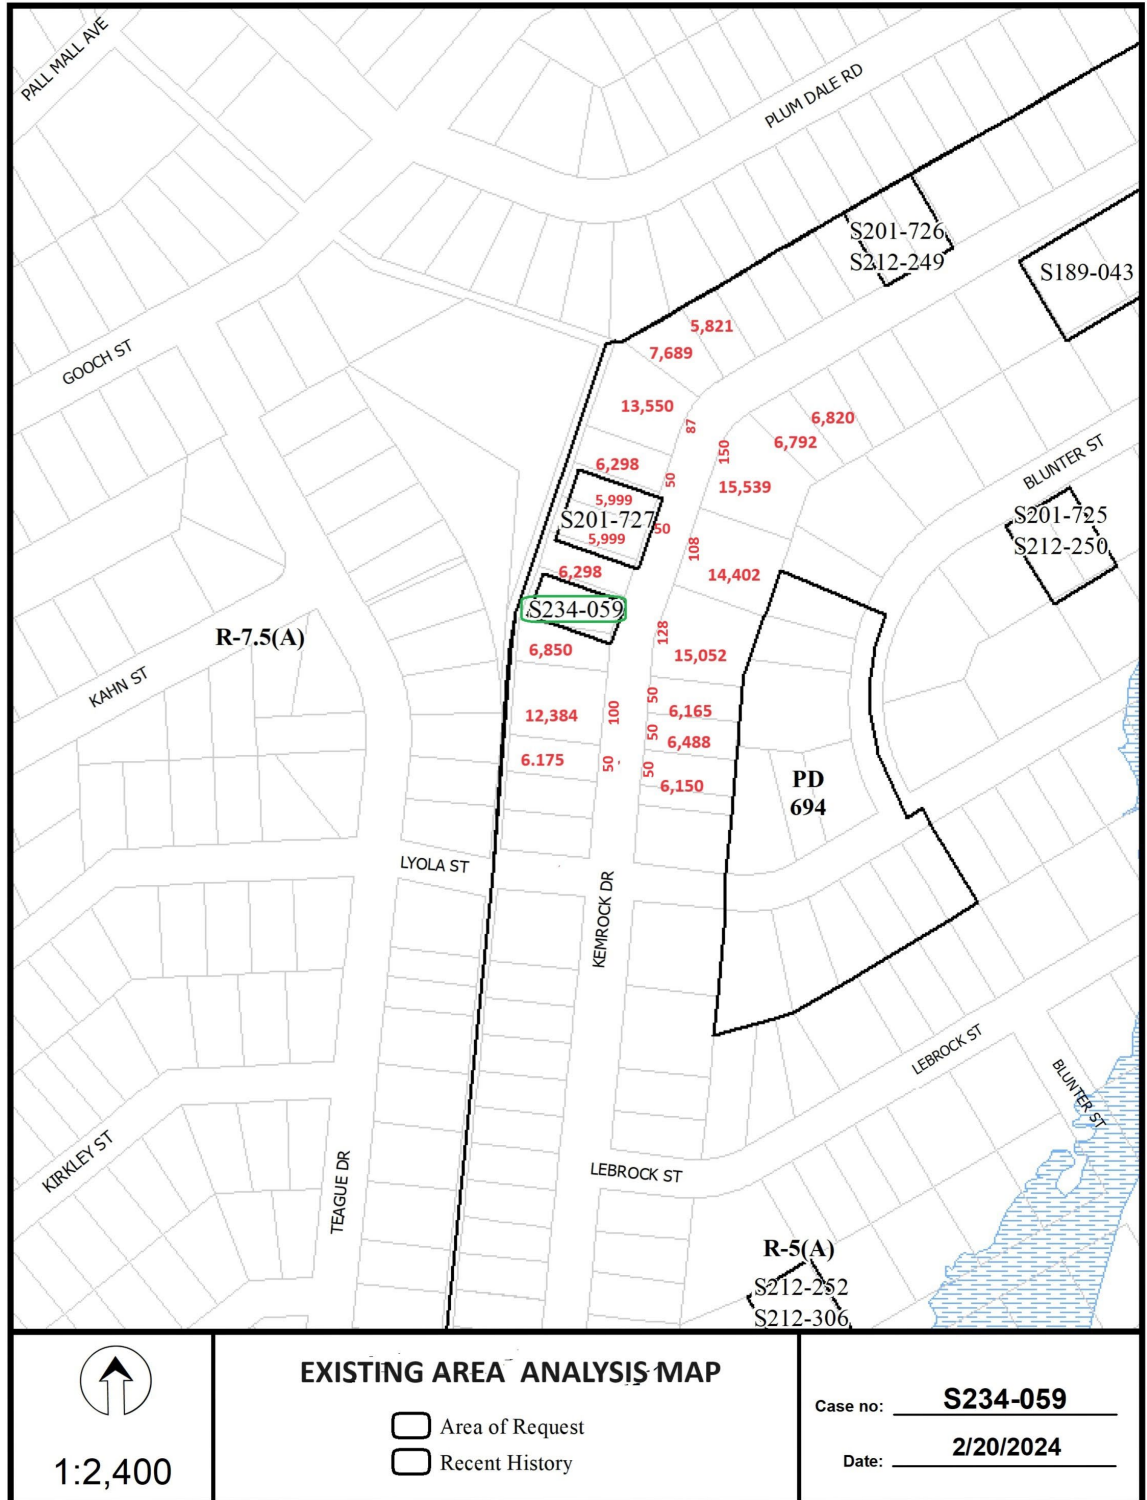 PALL MALL AVE
PLUM DALE RD
S201-726
S212-249
S189-043
5,821
7,689
GOOCH ST
13,550
87
6,820
6,792
150
BLUNTER ST
6,298
50
15,539
5,999
S201-727
50
5,999
S201-725
S212-250
108
6,298
14,402
S234-059
R-7.5(A)
128
6,850
15,052
KAHN ST
50
12,384
100
6,165
50
6,488
6.175
50
50
6,150
PD
694
LYOLA ST
KEMROCK DR
LEBROCK ST
BLUNTER ST
KIRKLEY ST
TEAGUE DR
LEBROCK ST
R-5(A)
S212-252
S212-306
1:2,400
EXISTING AREA ANALYSIS MAP
Area of Request
Recent History
Case no: S234-059
Date: 2/20/2024